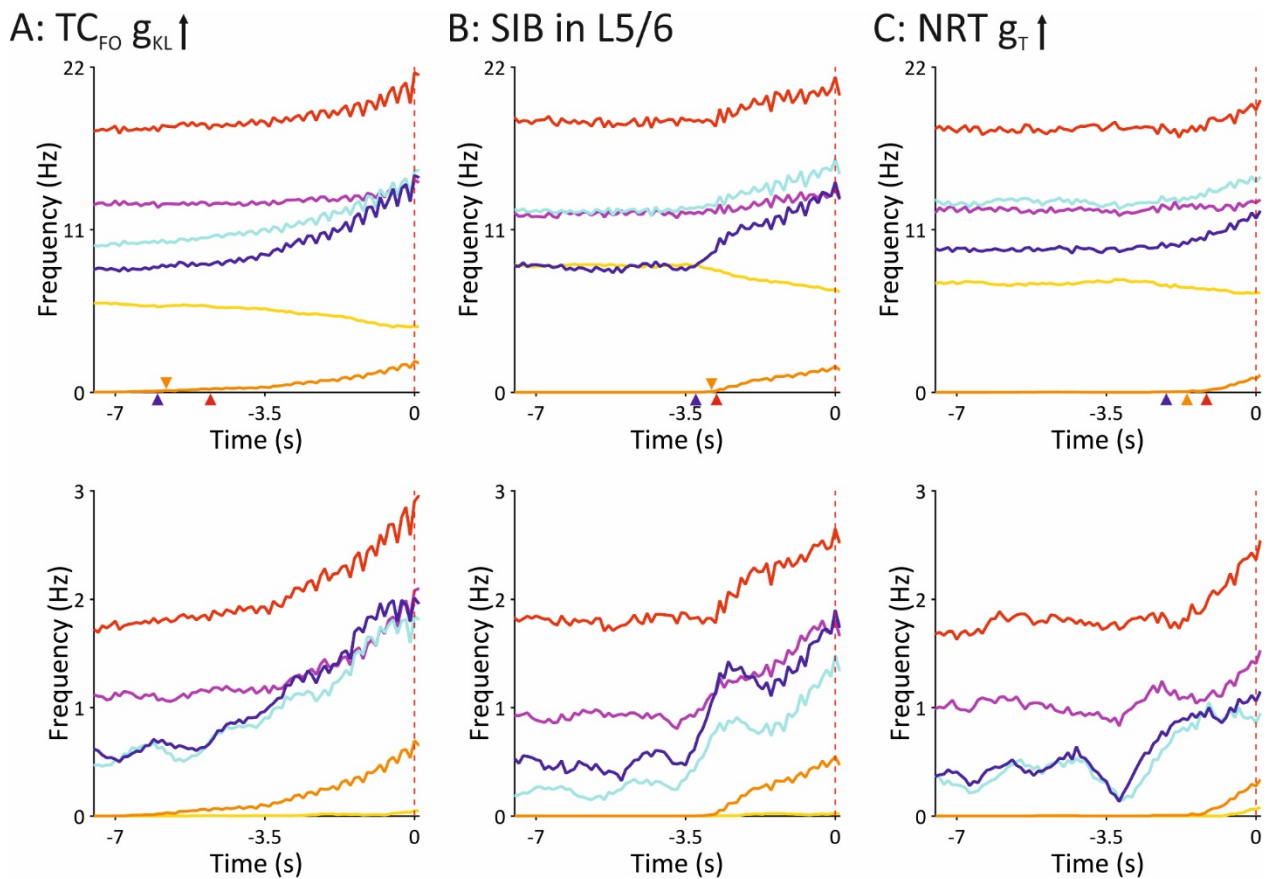 A: TC_FO g_KL ↑
B: SIB in L5/6
C: NRT g_T ↑
Frequency (Hz)
22
11
0
-7
-3.5
0
Time (s)
Frequency (Hz)
22
11
0
-7
-3.5
0
Time (s)
Frequency (Hz)
22
11
0
-7
-3.5
0
Time (s)
Frequency (Hz)
3
2
1
0
-7
-3.5
0
Time (s)
Frequency (Hz)
3
2
1
0
-7
-3.5
0
Time (s)
Frequency (Hz)
3
2
1
0
-7
-3.5
0
Time (s)